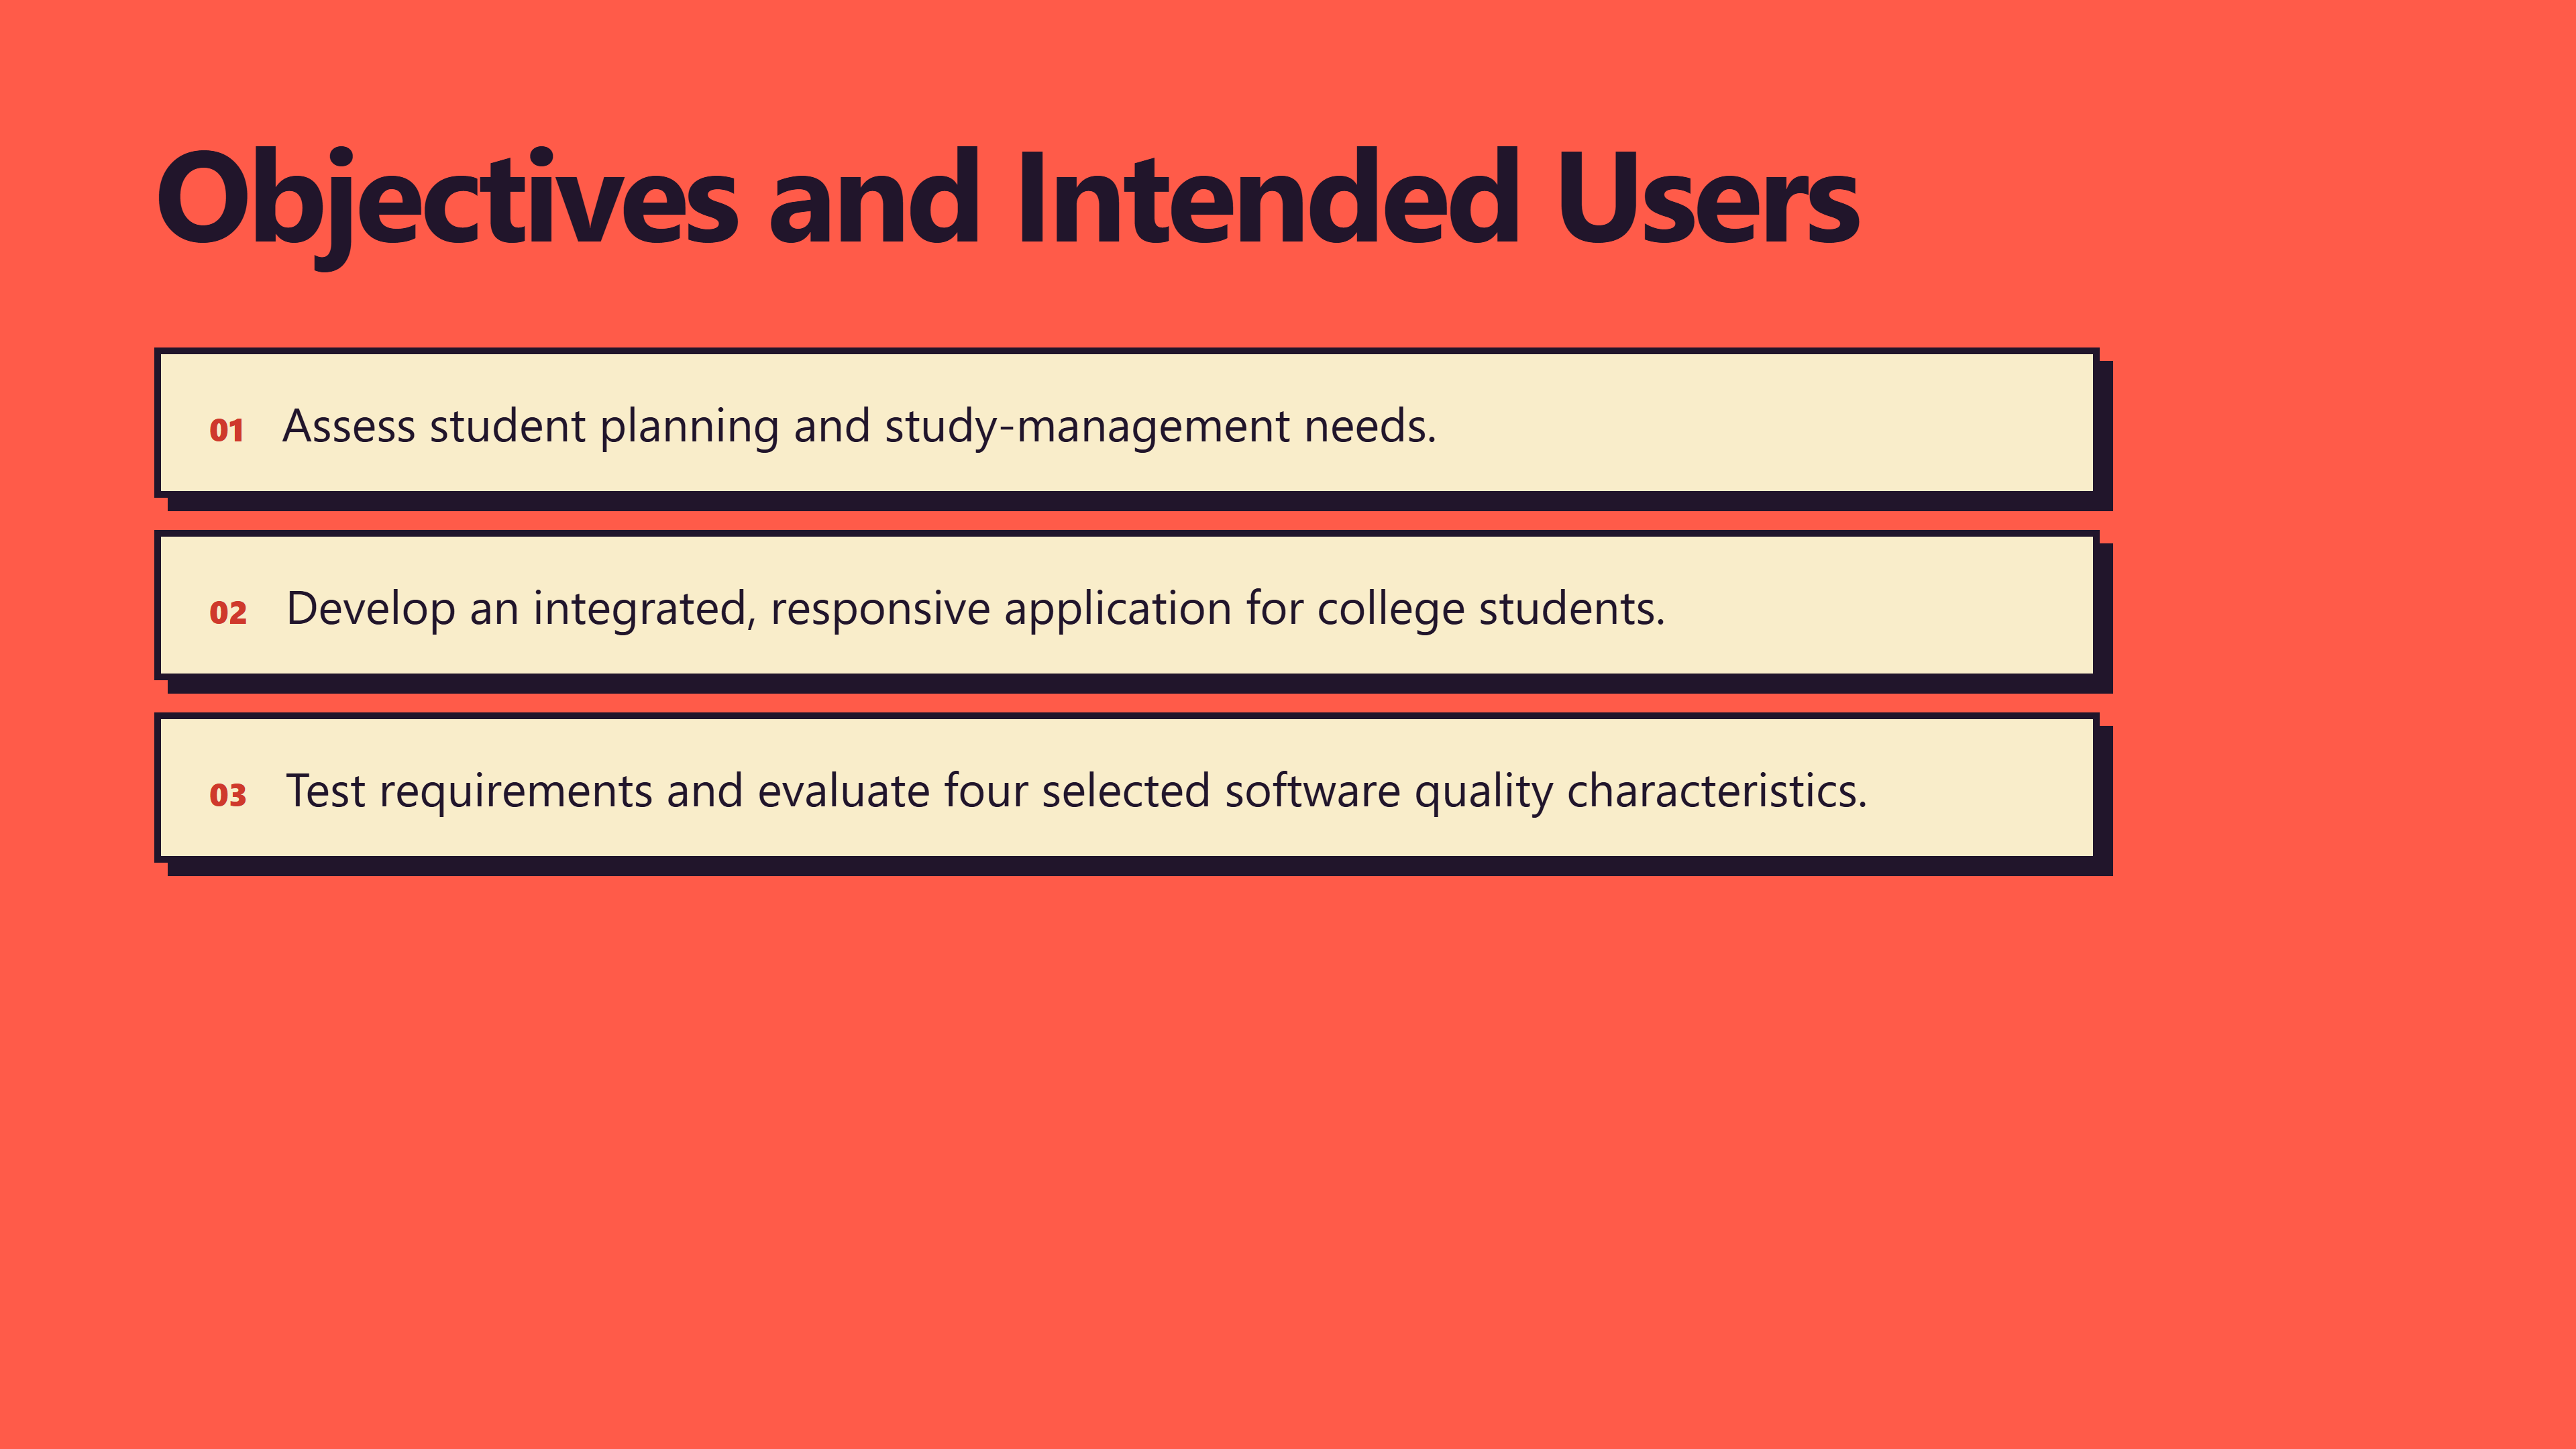 Objectives and Intended Users
01 Assess student planning and study-management needs.
02 Develop an integrated, responsive application for college students.
03 Test requirements and evaluate four selected software quality characteristics.